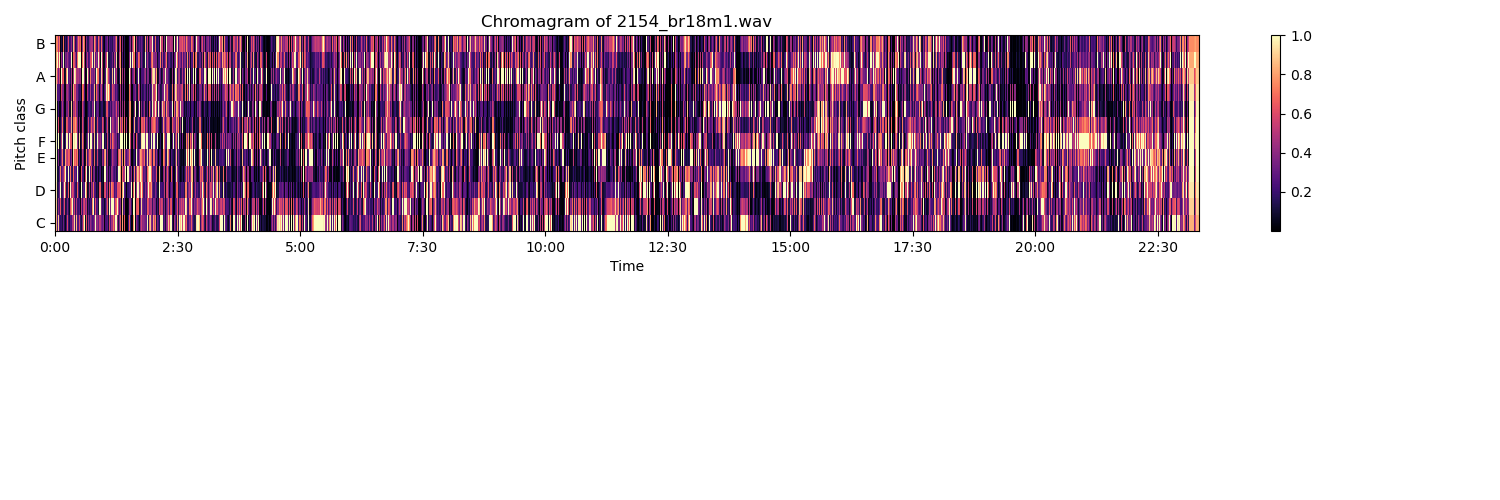 Chromagram of 2154_br18m1.wav
Pitch class
B
A
G
F
E
D
C
0:00 2:30 5:00 7:30 10:00 12:30 15:00 17:30 20:00 22:30
Time
1.0
0.8
0.6
0.4
0.2